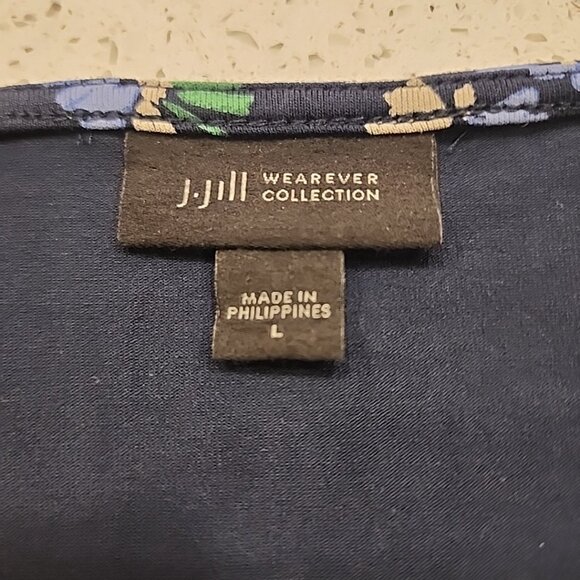 J.Jill WEAREVER COLLECTION
MADE IN
PHILIPPINES
L